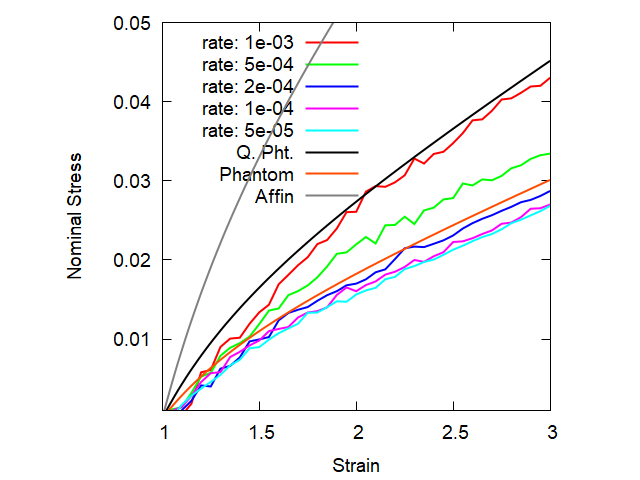 0.05
0.04
0.03
0.02
0.01
Nominal Stress
rate: 1e-03
rate: 5e-04
rate: 2e-04
rate: 1e-04
rate: 5e-05
Q. Pht.
Phantom
Affin
1 1.5 2 2.5 3
Strain